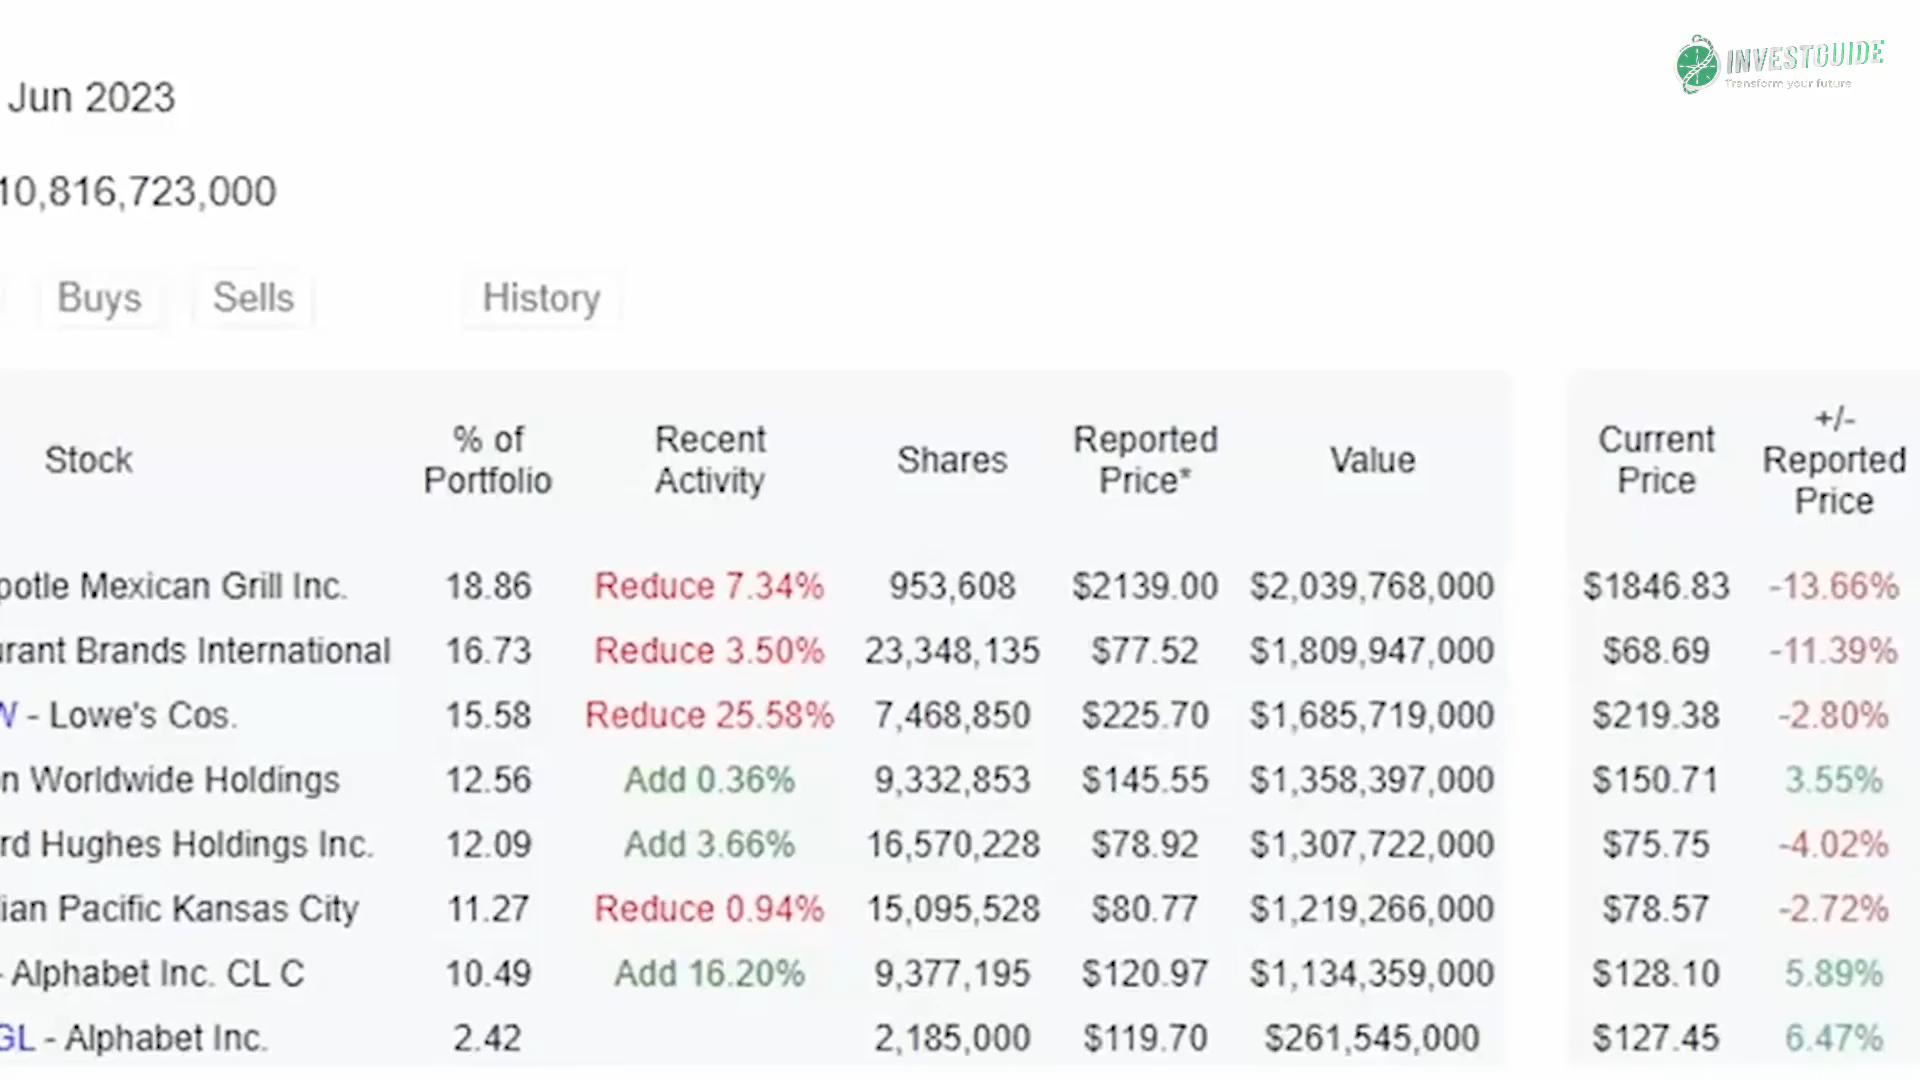 INVESTGUIDE
Transform your future
Jun 2023
10,816,723,000
Buys Sells History
Stock % of Portfolio Recent Activity Shares Reported Price* Value Current Price +/- Reported Price
potle Mexican Grill Inc. 18.86 Reduce 7.34% 953,608 $2139.00 $2,039,768,000 $1846.83 -13.66%
urant Brands International 16.73 Reduce 3.50% 23,348,135 $77.52 $1,809,947,000 $68.69 -11.39%
W - Lowe's Cos. 15.58 Reduce 25.58% 7,468,850 $225.70 $1,685,719,000 $219.38 -2.80%
n Worldwide Holdings 12.56 Add 0.36% 9,332,853 $145.55 $1,358,397,000 $150.71 3.55%
rd Hughes Holdings Inc. 12.09 Add 3.66% 16,570,228 $78.92 $1,307,722,000 $75.75 -4.02%
ian Pacific Kansas City 11.27 Reduce 0.94% 15,095,528 $80.77 $1,219,266,000 $78.57 -2.72%
- Alphabet Inc. CL C 10.49 Add 16.20% 9,377,195 $120.97 $1,134,359,000 $128.10 5.89%
GL - Alphabet Inc. 2.42 2,185,000 $119.70 $261,545,000 $127.45 6.47%